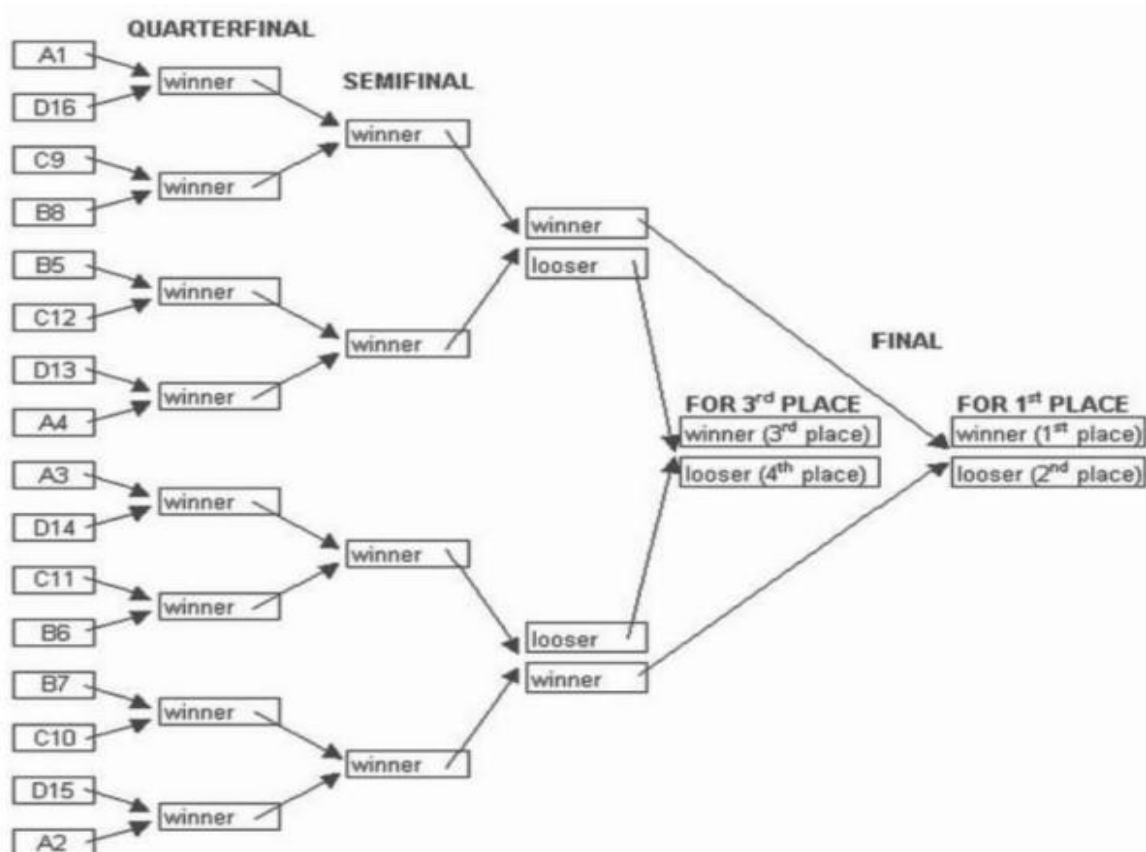 QUARTERFINAL
A1
winner
D16
SEMIFINAL
winner
C9
winner
B8
winner
looser
B5
winner
C12
winner
FINAL
D13
winner
A4
FOR 3rd PLACE
FOR 1st PLACE
winner (3rd place)
winner (1st place)
looser (4th place)
looser (2nd place)
A3
winner
D14
winner
C11
winner
B6
looser
winner
B7
winner
C10
winner
D15
winner
A2